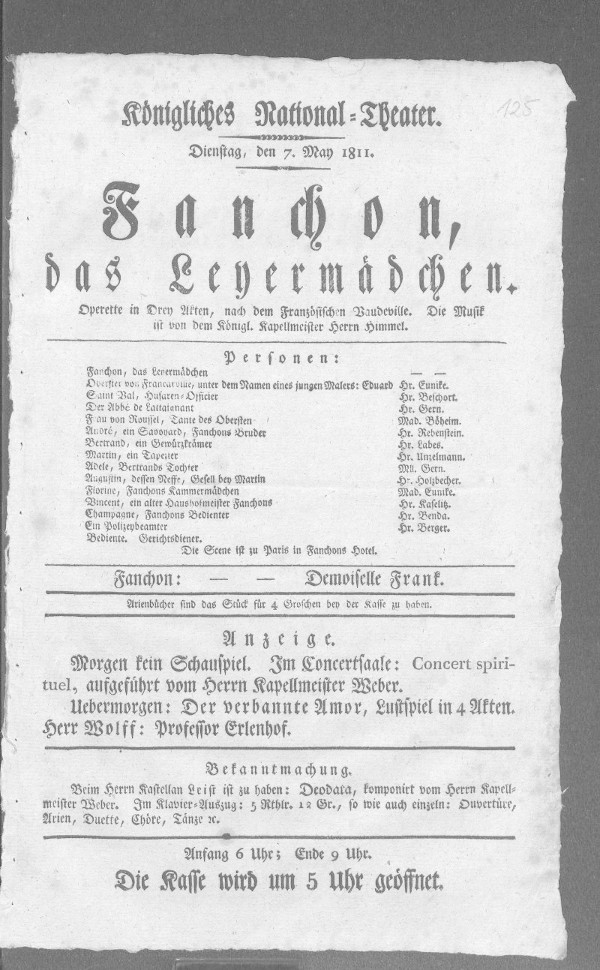 125
Königliches National-Theater.
Dienstag, den 7. May 1811.
Fanchon,
das Leyermädchen.
Operette in Drey Akten, nach dem Französischen Vaudeville. Die Musik
ist von dem Königl. Kapellmeister Herrn Himmel.
Personen:
Fanchon, das Leyermädchen — —
Oberster von Francarville, unter dem Namen eines jungen Malers: Eduard Hr. Eunike.
Saint Val, Husaren-Officier Hr. Beschort.
Der Abbé de Lattaignant Hr. Gern.
Frau von Roussel, Tante des Obersten Mad. Böheim.
André, ein Savoyard, Fanchons Bruder Hr. Rebenstein.
Bertrand, ein Gewürzkrämer Hr. Labes.
Martin, ein Tapezier Hr. Unzelmann.
Adele, Bertrands Tochter Mll. Gern.
Augustin, dessen Neffe, Gesell bey Martin Hr. Holzbecher.
Florine, Fanchons Kammermädchen Mad. Eunike.
Vincent, ein alter Haushofmeister Fanchons Hr. Kaselitz.
Champagne, Fanchons Bedienter Hr. Benda.
Ein Polizeybeamter Hr. Berger.
Bediente. Gerichtsdiener.
Die Scene ist zu Paris in Fanchons Hotel.
Fanchon: — — Demoiselle Frank.
Arienbücher sind das Stück für 4 Groschen bey der Kasse zu haben.
Anzeige.
Morgen kein Schauspiel. Im Concertsaale: Concert spiri-
tuel, aufgeführt vom Herrn Kapellmeister Weber.
Uebermorgen: Der verbannte Amor, Lustspiel in 4 Akten.
Herr Wolff: Professor Erlenhof.
Bekanntmachung.
Beim Herrn Kastellan Leist ist zu haben: Deodata, komponirt vom Herrn Kapell-
meister Weber. Im Klavier-Auszug: 5 Rthlr. 12 Gr., so wie auch einzeln: Ouvertüre,
Arien, Duette, Chöre, Tänze ꝛc.
Anfang 6 Uhr; Ende 9 Uhr.
Die Kasse wird um 5 Uhr geöffnet.